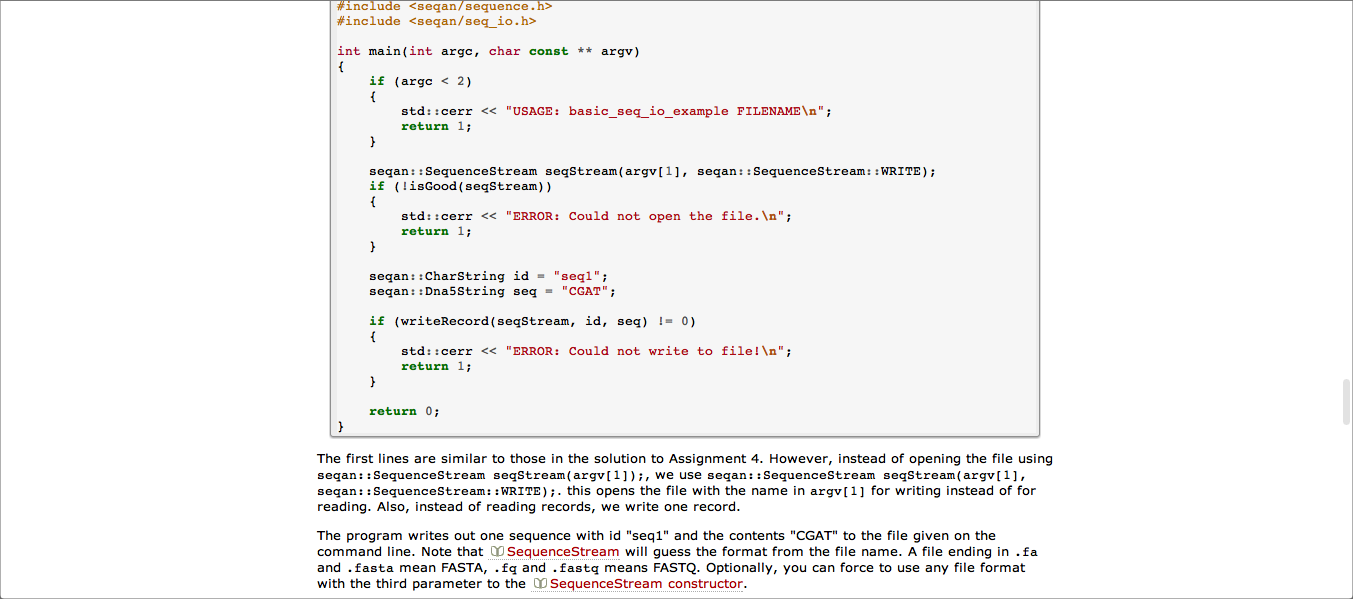 #include <seqan/sequence.h>
#include <seqan/seq_io.h>
int main(int argc, char const ** argv)
{
if (argc < 2)
{
std::cerr << "USAGE: basic_seq_io_example FILENAME\n";
return 1;
}
seqan::SequenceStream seqStream(argv[1], seqan::SequenceStream::WRITE);
if (!isGood(seqStream))
{
std::cerr << "ERROR: Could not open the file.\n";
return 1;
}
seqan::CharString id = "seq1";
seqan::Dna5String seq = "CGAT";
if (writeRecord(seqStream, id, seq) != 0)
{
std::cerr << "ERROR: Could not write to file!\n";
return 1;
}
return 0;
}
The first lines are similar to those in the solution to Assignment 4. However, instead of opening the file using
seqan::SequenceStream seqStream(argv[1]);, we use seqan::SequenceStream seqStream(argv[1],
seqan::SequenceStream::WRITE);. this opens the file with the name in argv[1] for writing instead of for
reading. Also, instead of reading records, we write one record.
The program writes out one sequence with id "seq1" and the contents "CGAT" to the file given on the
command line. Note that SequenceStream will guess the format from the file name. A file ending in .fa
and .fasta mean FASTA, .fq and .fastq means FASTQ. Optionally, you can force to use any file format
with the third parameter to the SequenceStream constructor.